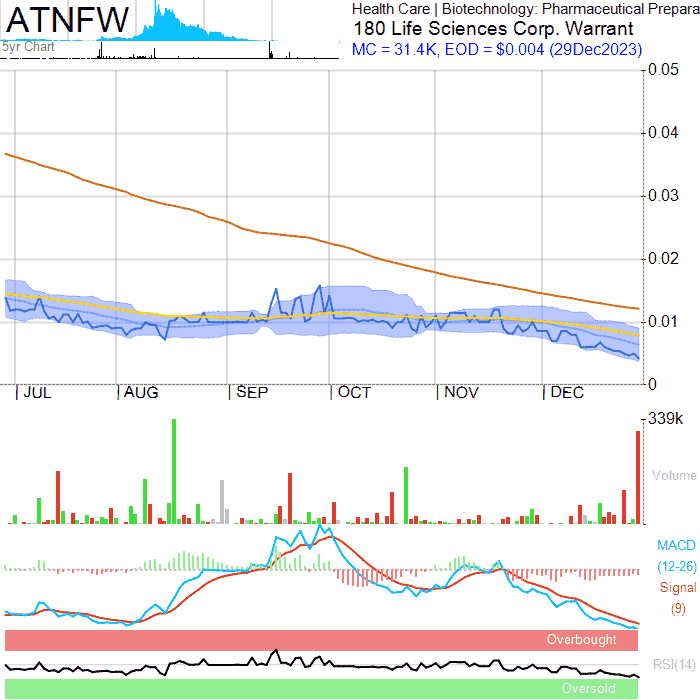 ATNFW
5yr Chart
Health Care | Biotechnology: Pharmaceutical Prepara
180 Life Sciences Corp. Warrant
MC = 31.4K, EOD = $0.004 (29Dec2023)
0.05
0.04
0.03
0.02
0.01
0
JUL AUG SEP OCT NOV DEC
339k
Volume
MACD
(12-26)
Signal
(9)
Overbought
RSI(14)
Oversold